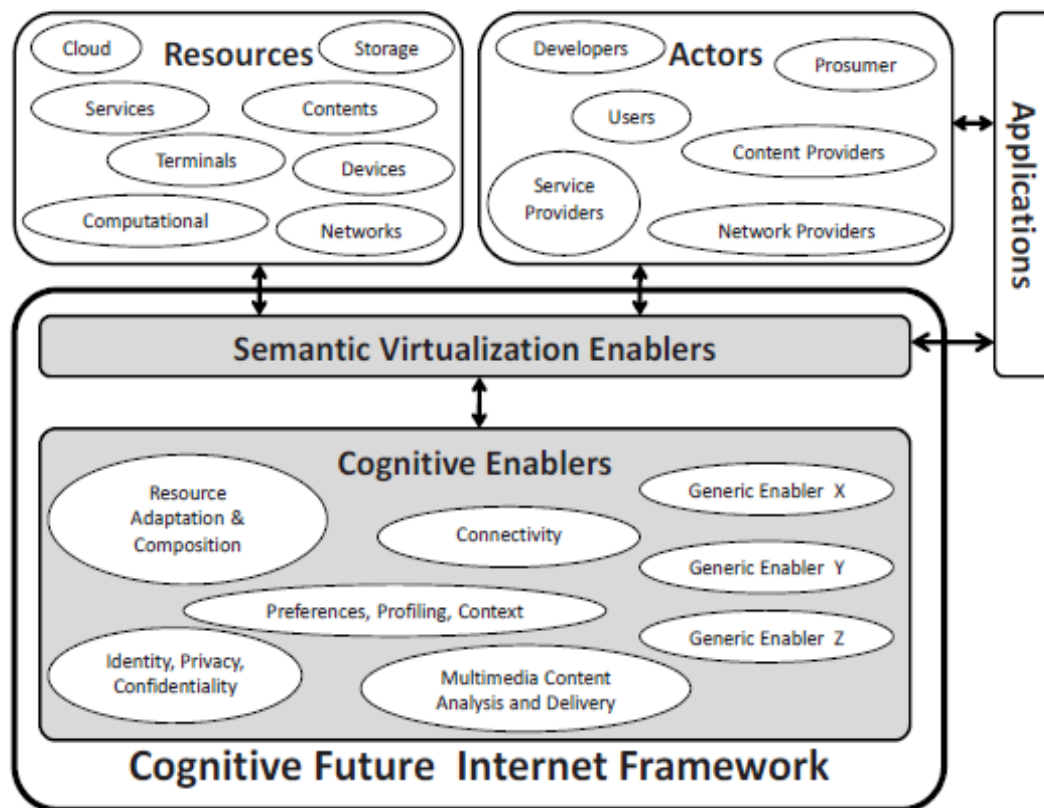 Resources
Cloud
Storage
Services
Contents
Terminals
Devices
Computational
Networks
Actors
Developers
Prosumer
Users
Content Providers
Service
Providers
Network Providers
Applications
Semantic Virtualization Enablers
Cognitive Enablers
Resource
Adaptation &
Composition
Connectivity
Generic Enabler X
Generic Enabler Y
Preferences, Profiling, Context
Generic Enabler Z
Identity, Privacy,
Confidentiality
Multimedia Content
Analysis and Delivery
Cognitive Future Internet Framework